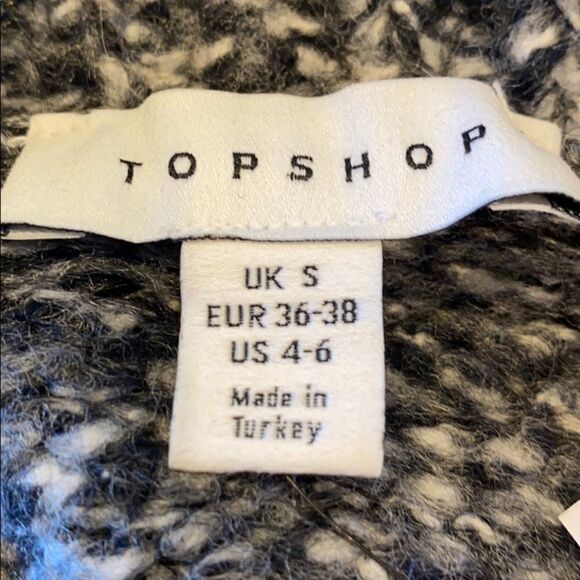 TOPSHOP
UK S
EUR 36-38
US 4-6
Made in
Turkey